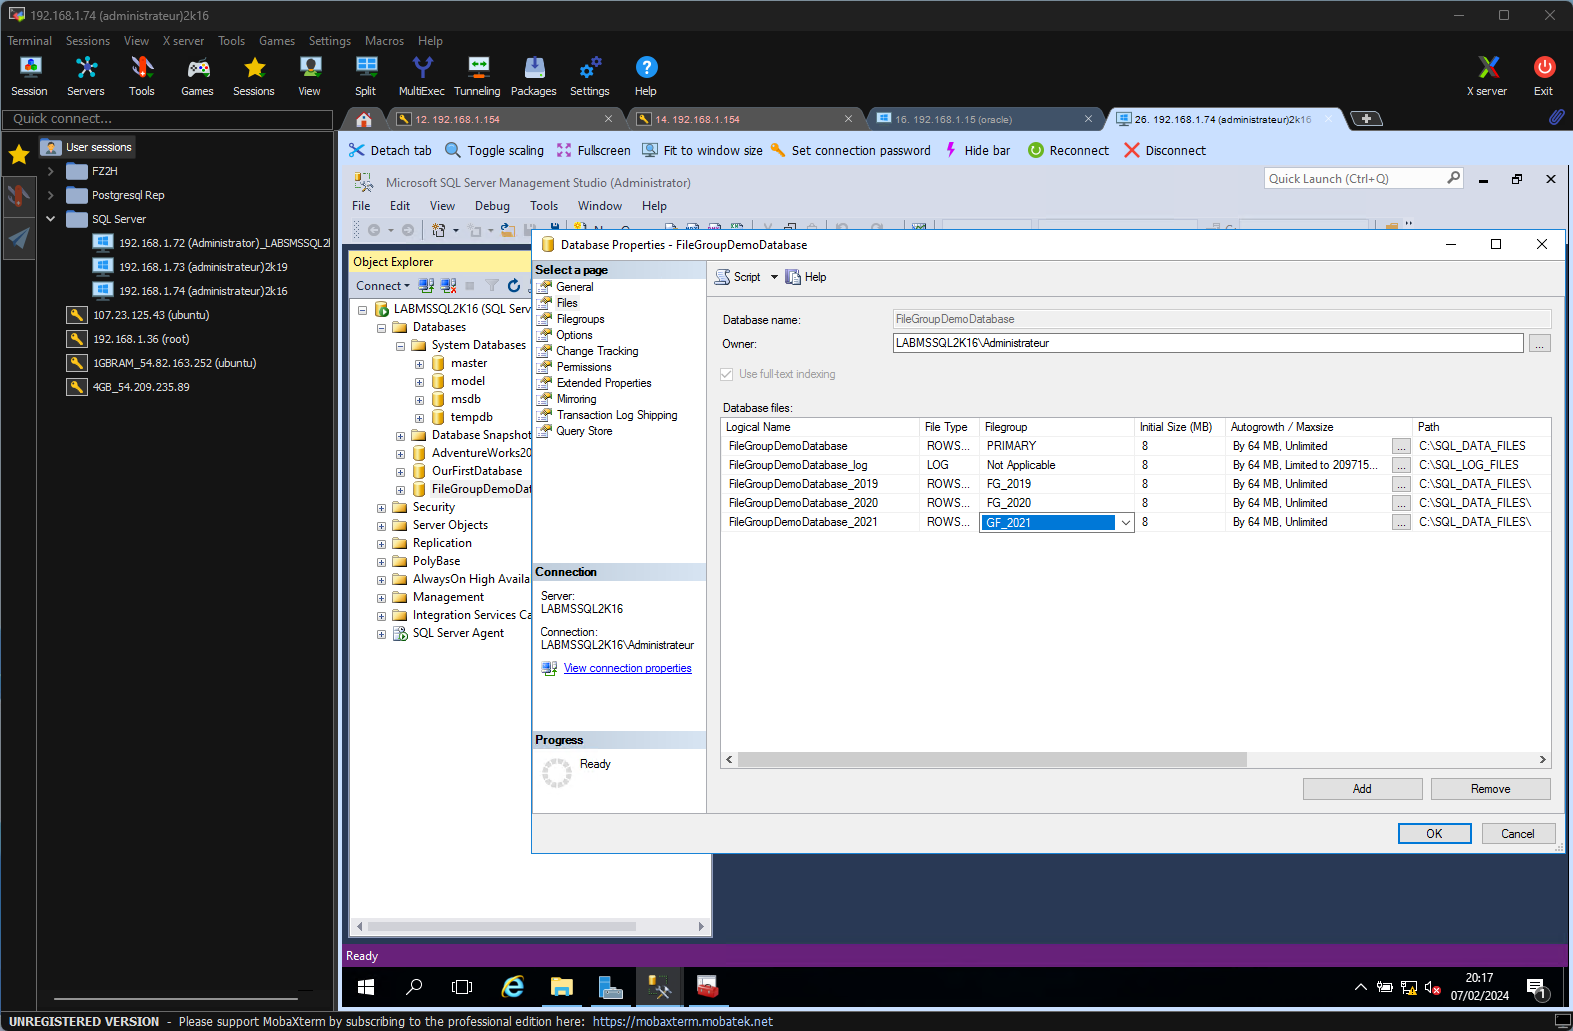 192.168.1.74 (administrateur)2k16
Terminal Sessions View X server Tools Games Settings Macros Help
Session Servers Tools Games Sessions View Split MultiExec Tunneling Packages Settings Help X server Exit
Quick connect...
12. 192.168.1.154
14. 192.168.1.154
16. 192.168.1.15 (oracle)
26. 192.168.1.74 (administrateur)2k16
User sessions
FZ2H
Postgresql Rep
SQL Server
192.168.1.72 (Administrator)_LABSMSSQL2
192.168.1.73 (administrateur)2k19
192.168.1.74 (administrateur)2k16
107.23.125.43 (ubuntu)
192.168.1.36 (root)
1GBRAM_54.82.163.252 (ubuntu)
4GB_54.209.235.89
Detach tab Toggle scaling Fullscreen Fit to window size Set connection password Hide bar Reconnect Disconnect
Microsoft SQL Server Management Studio (Administrator)
Quick Launch (Ctrl+Q)
File Edit View Debug Tools Window Help
Object Explorer
Connect
LABMSSQL2K16 (SQL Serv
Databases
System Databases
master
model
msdb
tempdb
Database Snapshot
AdventureWorks20
OurFirstDatabase
FileGroupDemoDat
Security
Server Objects
Replication
PolyBase
AlwaysOn High Availa
Management
Integration Services Ca
SQL Server Agent
Database Properties - FileGroupDemoDatabase
Select a page
General
Files
Filegroups
Options
Change Tracking
Permissions
Extended Properties
Mirroring
Transaction Log Shipping
Query Store
Connection
Server:
LABMSSQL2K16
Connection:
LABMSSQL2K16\Administrateur
View connection properties
Progress
Ready
Script Help
Database name: FileGroupDemoDatabase
Owner: LABMSSQL2K16\Administrateur ...
Use full-text indexing
Database files:
Logical Name File Type Filegroup Initial Size (MB) Autogrowth / Maxsize Path
FileGroupDemoDatabase ROWS... PRIMARY 8 By 64 MB, Unlimited ... C:\SQL_DATA_FILES
FileGroupDemoDatabase_log LOG Not Applicable 8 By 64 MB, Limited to 209715... ... C:\SQL_LOG_FILES
FileGroupDemoDatabase_2019 ROWS... FG_2019 8 By 64 MB, Unlimited ... C:\SQL_DATA_FILES\
FileGroupDemoDatabase_2020 ROWS... FG_2020 8 By 64 MB, Unlimited ... C:\SQL_DATA_FILES\
FileGroupDemoDatabase_2021 ROWS... GF_2021 8 By 64 MB, Unlimited ... C:\SQL_DATA_FILES\
Add Remove
OK Cancel
Ready
20:17
07/02/2024
1
UNREGISTERED VERSION - Please support MobaXterm by subscribing to the professional edition here: https://mobaxterm.mobatek.net